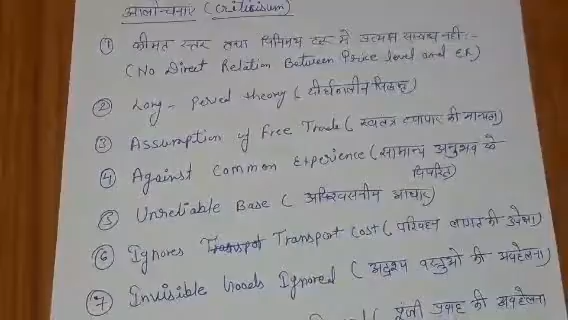 आलोचनाएं (Criticism)
① कीमत स्तर तथा विनिमय दर में प्रत्यक्ष सम्बन्ध नहीं :-
(No Direct Relation Between Price level and ER)
② Long-Period theory (दीर्घकालीन सिद्धान्त)
③ Assumption of Free Trade (स्वतंत्र व्यापार की मान्यता)
④ Against Common Experience (सामान्य अनुभव के
विपरित)
⑤ Unreliable Base (अविश्वसनीय आधार)
⑥ Ignores Transport Cost (परिवहन लागत की उपेक्षा)
⑦ Invisible Goods Ignored (अदृश्य वस्तुओ की अवहेलना)
पूंजी प्रवाह की अवहेलना